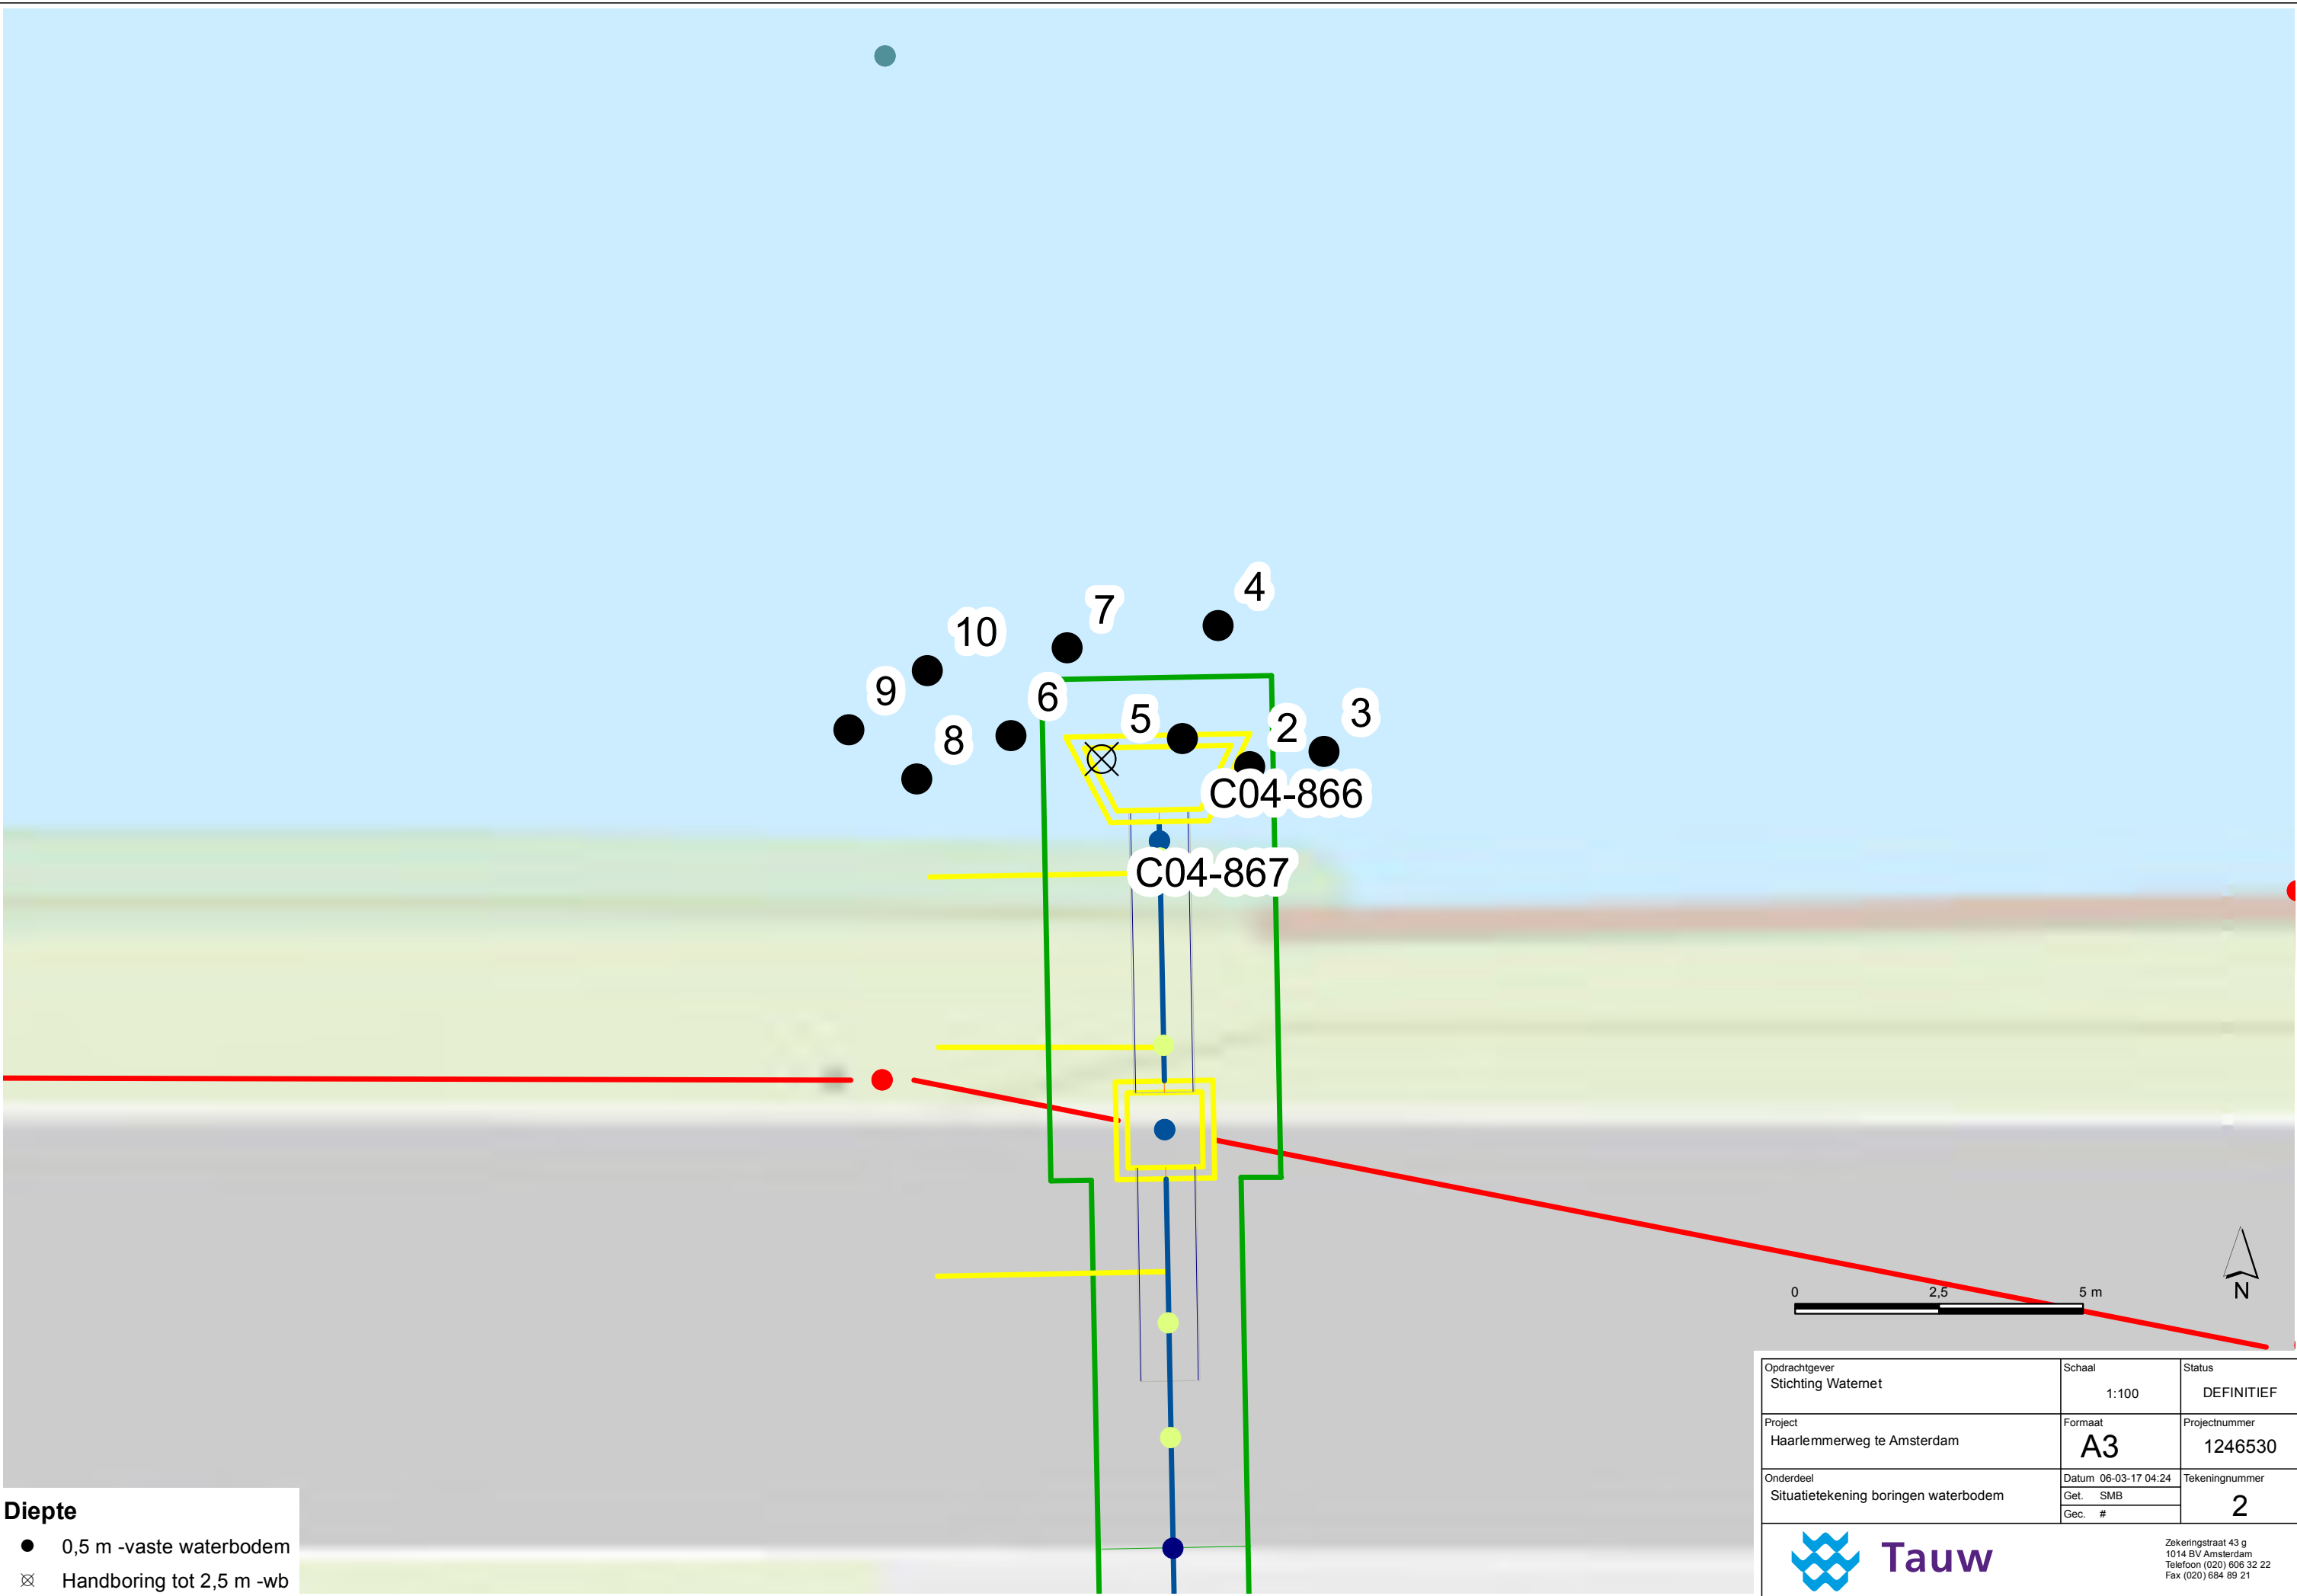 4
7
10
6
9
5
3
2
8
C04-866
C04-867
0 2,5 5 m
N
Diepte
0,5 m -vaste waterbodem
Handboring tot 2,5 m -wb
Opdrachtgever
Stichting Waternet
Schaal
1:100
Status
DEFINITIEF
Project
Haarlemmerweg te Amsterdam
Formaat
A3
Projectnummer
1246530
Onderdeel
Situatietekening boringen waterbodem
Datum 06-03-17 04:24
Get. SMB
Gec. #
Tekeningnummer
2
Tauw
Zekeringstraat 43 g
1014 BV Amsterdam
Telefoon (020) 606 32 22
Fax (020) 684 89 21